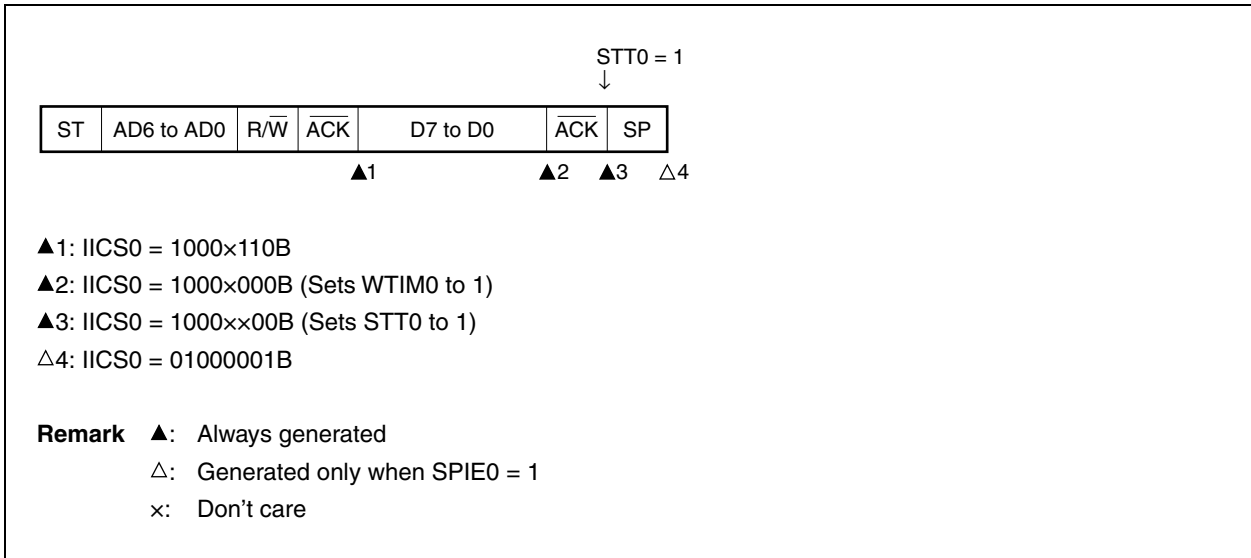 STT0 = 1
↓
ST AD6 to AD0 R/W̅ A̅C̅K̅ D7 to D0 A̅C̅K̅ SP
▲1 ▲2 ▲3 △4
▲1: IICS0 = 1000×110B
▲2: IICS0 = 1000×000B (Sets WTIM0 to 1)
▲3: IICS0 = 1000××00B (Sets STT0 to 1)
△4: IICS0 = 01000001B
Remark ▲: Always generated
△: Generated only when SPIE0 = 1
×: Don't care